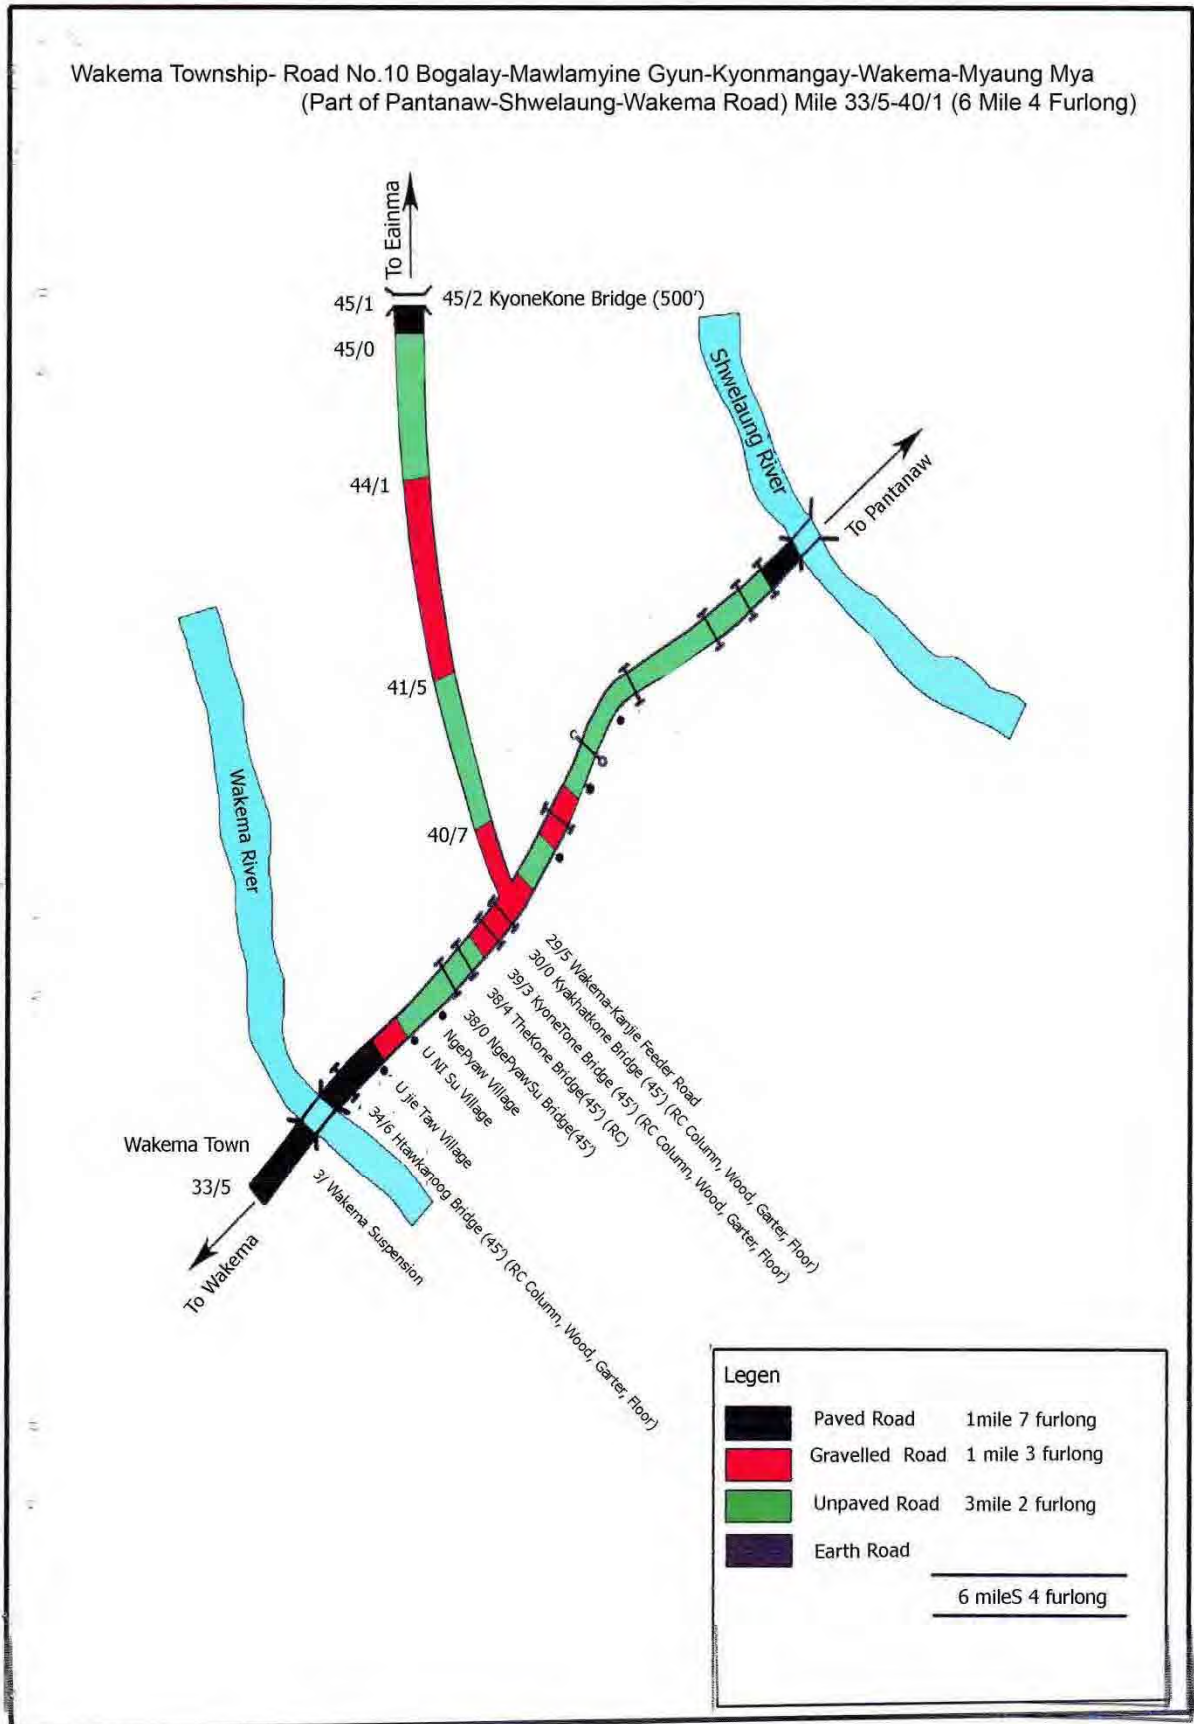 Wakema Township- Road No.10 Bogalay-Mawlamyine Gyun-Kyonmangay-Wakema-Myaung Mya
(Part of Pantanaw-Shwelaung-Wakema Road) Mile 33/5-40/1 (6 Mile 4 Furlong)
To Eainma
45/1
45/2 KyoneKone Bridge (500')
45/0
Shwelaung River
44/1
To Pantanaw
41/5
Wakema River
40/7
29/5 Wakema-Kanjie Feeder Road
30/0 Kyakhatkone Bridge (45') (RC Column, Wood, Garter, Floor)
39/3 KyoneTone Bridge (45') (RC Column, Wood, Garter, Floor)
38/4 TheKone Bridge(45') (RC)
38/0 NgePyawSu Bridge(45')
NgePyaw Village
U NI Su Village
U jie Taw Village
34/6 Htawkanoog Bridge (45') (RC Column, Wood, Garter, Floor)
3/ Wakema Suspension
Wakema Town
33/5
To Wakema
Legen
Paved Road 1mile 7 furlong
Gravelled Road 1 mile 3 furlong
Unpaved Road 3mile 2 furlong
Earth Road
6 mileS 4 furlong